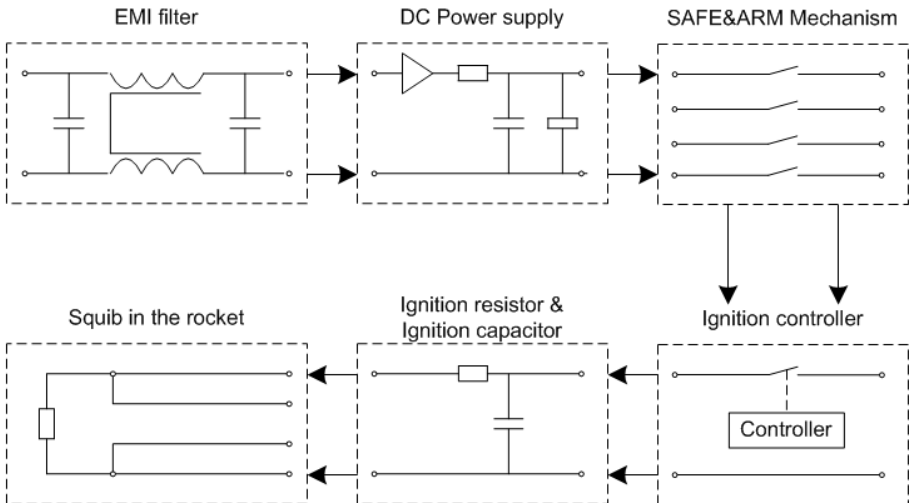 EMI filter
DC Power supply
SAFE&ARM Mechanism
Squib in the rocket
Ignition resistor &
Ignition capacitor
Ignition controller
Controller